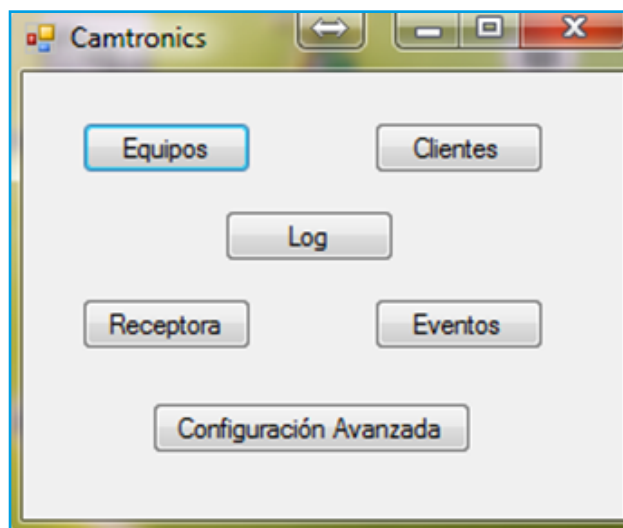 Camtronics
Equipos
Clientes
Log
Receptora
Eventos
Configuración Avanzada